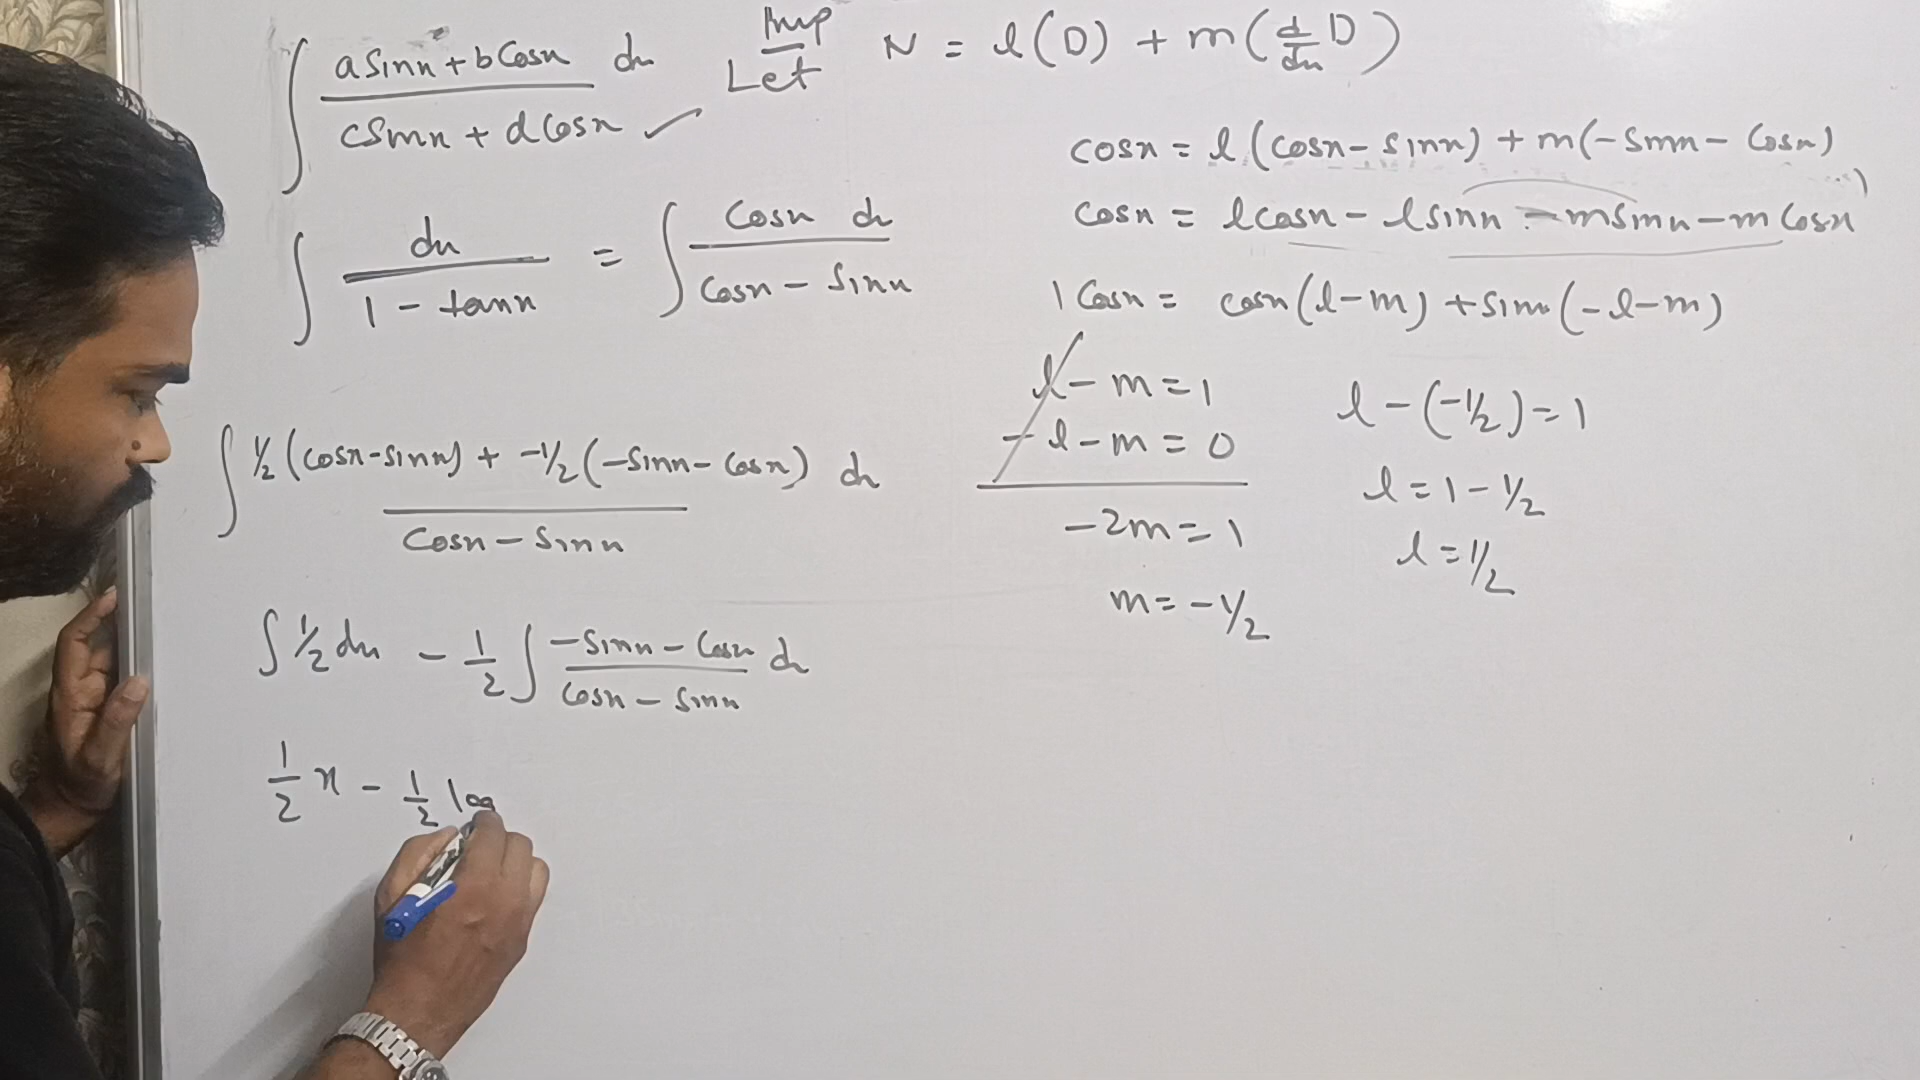 ∫ (a sinx + b cosx)/(c sinx + d cosx) dx ✓ Imp Let N = l(D) + m(d/dx D)
∫ dx/(1 - tanx) = ∫ cosx dx/(cosx - sinx)
∫ (1/2 (cosx - sinx) + -1/2 (-sinx - cosx))/(cosx - sinx) dx
∫ 1/2 dx - 1/2 ∫ (-sinx - cosx)/(cosx - sinx) dx
1/2 x - 1/2 log
cosx = l (cosx - sinx) + m(-sinx - cosx)
cosx = l cosx - l sinx - m sinx - m cosx
1 cosx = cosx (l - m) + sinx (-l - m)
l - m = 1
-l - m = 0
-2m = 1
m = -1/2
l - (-1/2) = 1
l = 1 - 1/2
l = 1/2